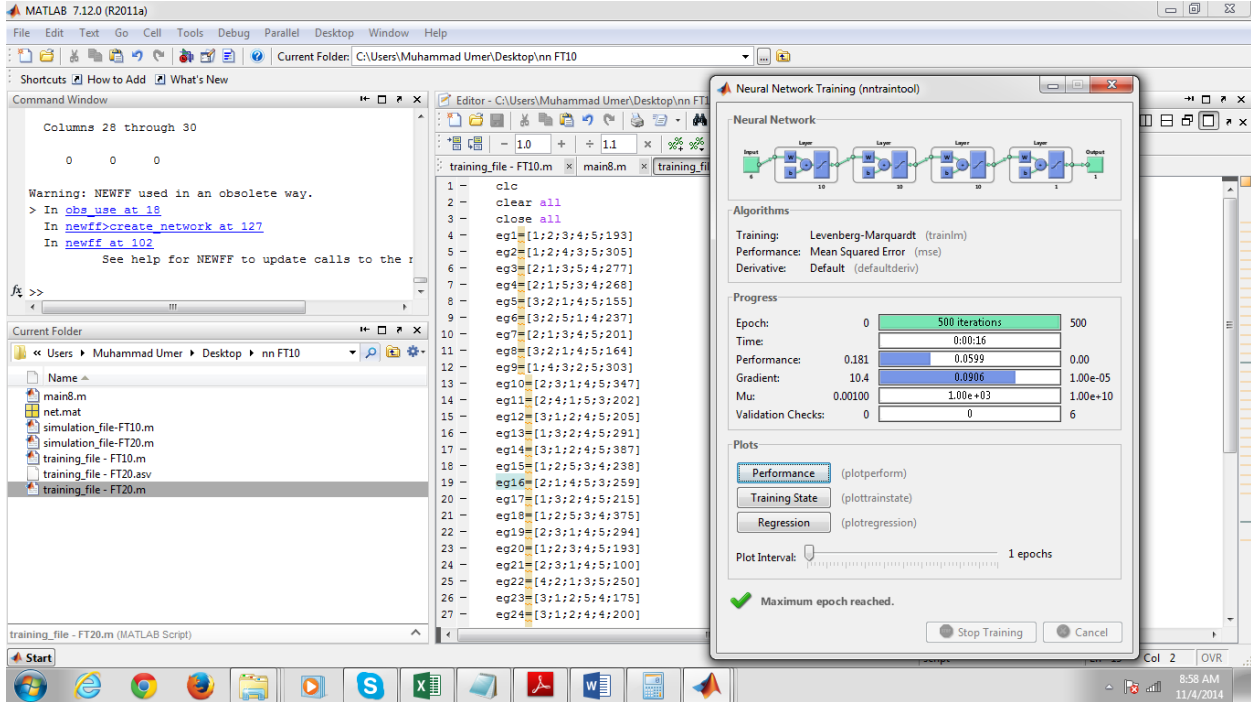 MATLAB 7.12.0 (R2011a)
File Edit Text Go Cell Tools Debug Parallel Desktop Window Help
Current Folder: C:\Users\Muhammad Umer\Desktop\nn FT10
Shortcuts How to Add What's New
Command Window
Columns 28 through 30
0 0 0
Warning: NEWFF used in an obsolete way.
> In obs_use at 18
In newff>create_network at 127
In newff at 102
See help for NEWFF to update calls to the
fx >>
Current Folder
« Users Muhammad Umer Desktop nn FT10
Name
main8.m
net.mat
simulation_file-FT10.m
simulation_file-FT20.m
training_file - FT10.m
training_file - FT20.asv
training_file - FT20.m
training_file - FT20.m (MATLAB Script)
Editor - C:\Users\Muhammad Umer\Desktop\nn FT1
- 1.0 + ÷ 1.1 ×
training_file - FT10.m × main8.m × training_fil
1 - clc
2 - clear all
3 - close all
4 - eg1=[1;2;3;4;5;193]
5 - eg2=[1;2;4;3;5;305]
6 - eg3=[2;1;3;5;4;277]
7 - eg4=[2;1;5;3;4;268]
8 - eg5=[3;2;1;4;5;155]
9 - eg6=[3;2;5;1;4;237]
10 - eg7=[2;1;3;4;5;201]
11 - eg8=[3;2;1;4;5;164]
12 - eg9=[1;4;3;2;5;303]
13 - eg10=[2;3;1;4;5;347]
14 - eg11=[2;4;1;5;3;202]
15 - eg12=[3;1;2;4;5;205]
16 - eg13=[1;3;2;4;5;291]
17 - eg14=[3;1;2;4;5;387]
18 - eg15=[1;2;5;3;4;238]
19 - eg16=[2;1;4;5;3;259]
20 - eg17=[1;3;2;4;5;215]
21 - eg18=[1;2;5;3;4;375]
22 - eg19=[2;3;1;4;5;294]
23 - eg20=[1;2;3;4;5;193]
24 - eg21=[2;3;1;4;5;100]
25 - eg22=[4;2;1;3;5;250]
26 - eg23=[3;1;2;5;4;175]
27 - eg24=[3;1;2;4;4;200]
Neural Network Training (nntraintool)
Neural Network
Input Layer Layer Layer Layer Output
W W W W
b b b b
6 10 10 10 1 1
Algorithms
Training: Levenberg-Marquardt (trainlm)
Performance: Mean Squared Error (mse)
Derivative: Default (defaultderiv)
Progress
Epoch: 0 500 iterations 500
Time: 0:00:16
Performance: 0.181 0.0599 0.00
Gradient: 10.4 0.0906 1.00e-05
Mu: 0.00100 1.00e+03 1.00e+10
Validation Checks: 0 0 6
Plots
Performance (plotperform)
Training State (plottrainstate)
Regression (plotregression)
Plot Interval: 1 epochs
Maximum epoch reached.
Stop Training Cancel
Col 2 OVR
Start
8:58 AM
11/4/2014